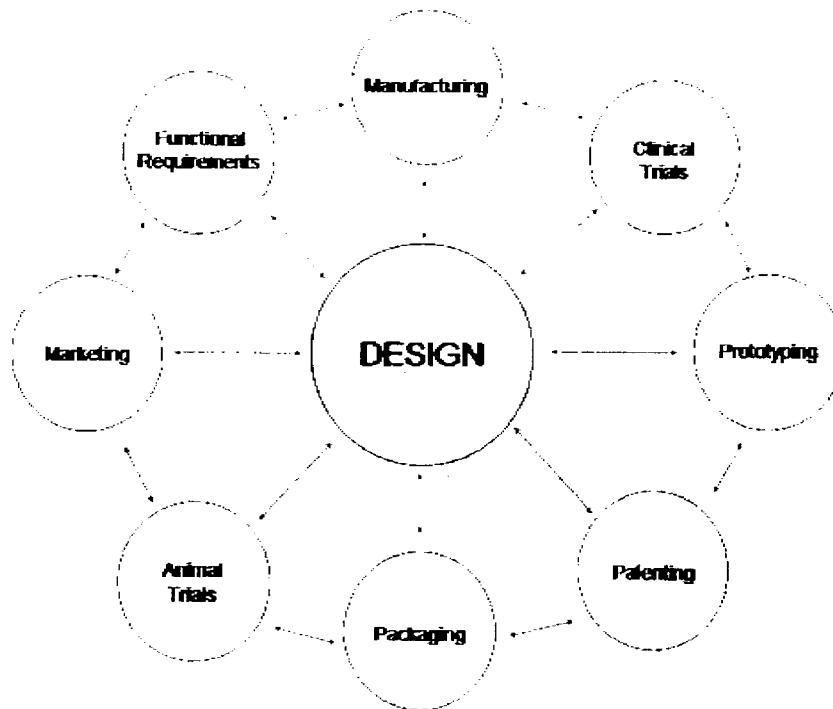 Manufacturing
Functional
Requirements
Clinical
Trials
Marketing
DESIGN
Prototyping
Animal
Trials
Patenting
Packaging